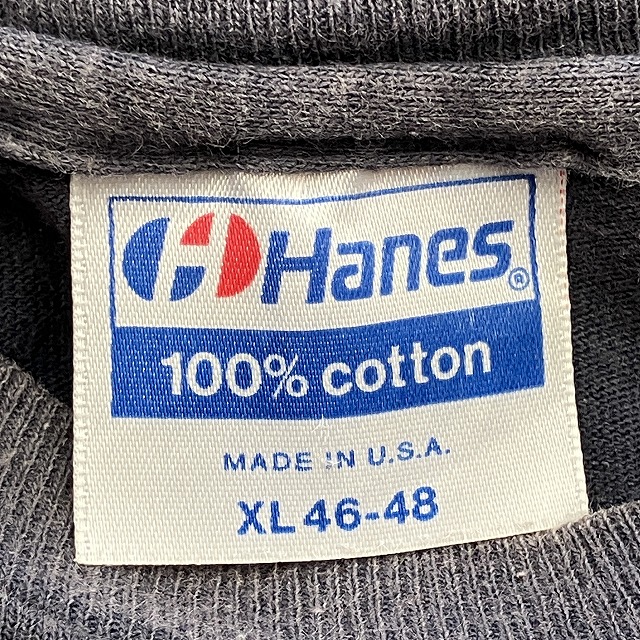 Hanes®
100% cotton
MADE IN U.S.A.
XL 46-48